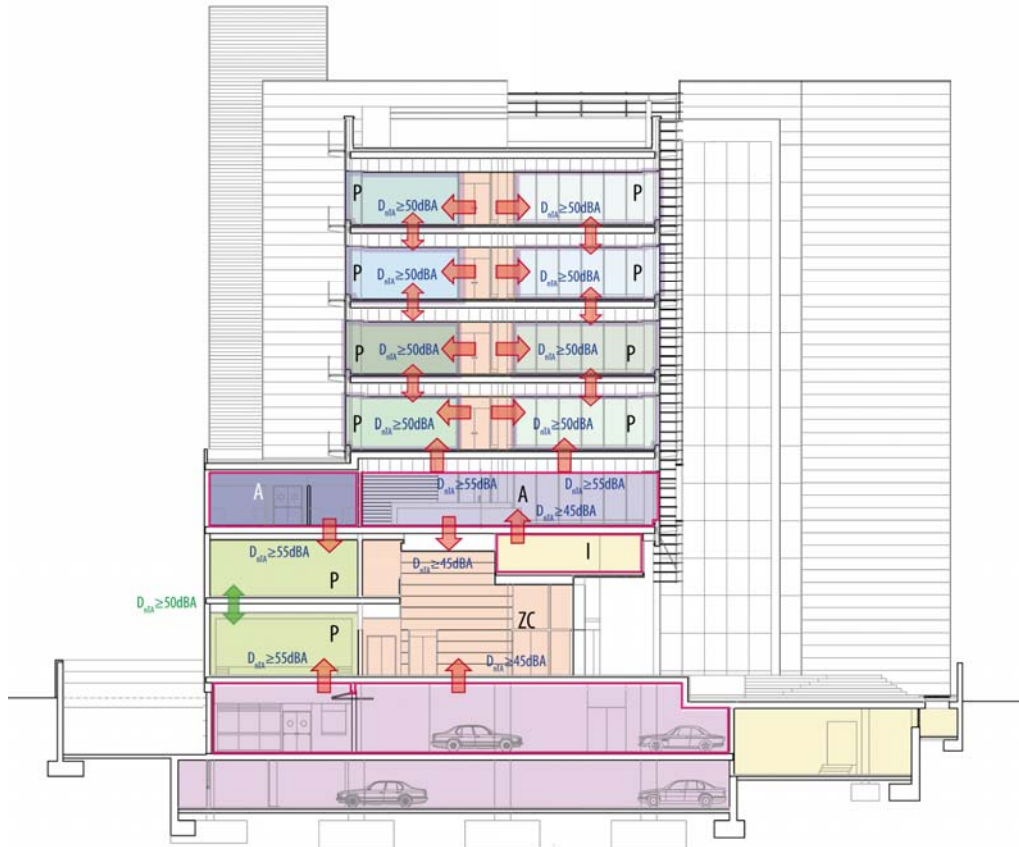 P P
DnTA≥50dBA DnTA≥50dBA
P DnTA≥50dBA DnTA≥50dBA P
P DnTA≥50dBA DnTA≥50dBA P
P DnTA≥50dBA DnTA≥50dBA P
A DnTA≥55dBA A DnTA≥55dBA
DnTA≥45dBA
DnTA≥55dBA DnTA≥45dBA I
P
DnTA≥50dBA
P ZC
DnTA≥55dBA DnTA≥45dBA